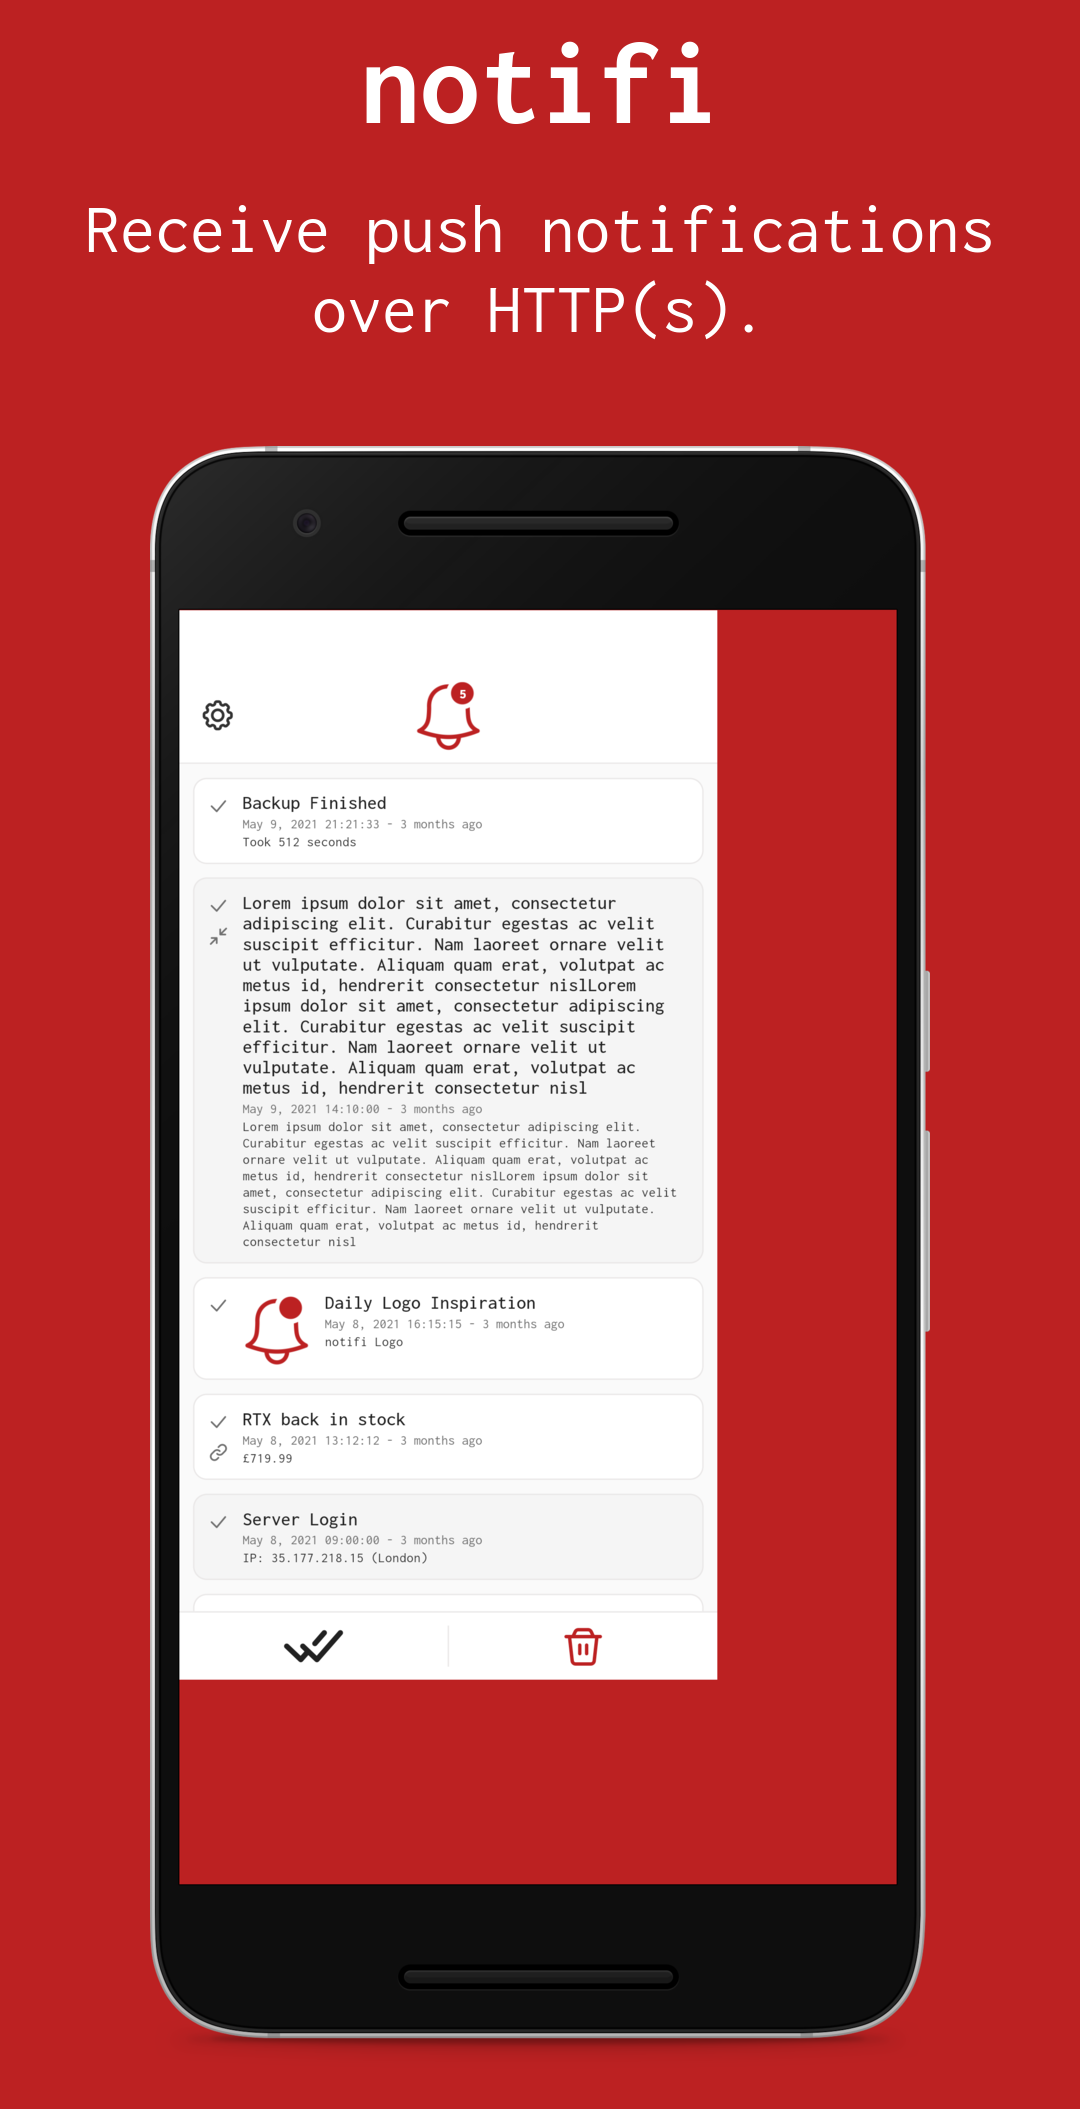 notifi
Receive push notifications
over HTTP(s).
5
Backup Finished
May 9, 2021 21:21:33 - 3 months ago
Took 512 seconds
Lorem ipsum dolor sit amet, consectetur
adipiscing elit. Curabitur egestas ac velit
suscipit efficitur. Nam laoreet ornare velit
ut vulputate. Aliquam quam erat, volutpat ac
metus id, hendrerit consectetur nislLorem
ipsum dolor sit amet, consectetur adipiscing
elit. Curabitur egestas ac velit suscipit
efficitur. Nam laoreet ornare velit ut
vulputate. Aliquam quam erat, volutpat ac
metus id, hendrerit consectetur nisl
May 9, 2021 14:10:00 - 3 months ago
Lorem ipsum dolor sit amet, consectetur adipiscing elit.
Curabitur egestas ac velit suscipit efficitur. Nam laoreet
ornare velit ut vulputate. Aliquam quam erat, volutpat ac
metus id, hendrerit consectetur nislLorem ipsum dolor sit
amet, consectetur adipiscing elit. Curabitur egestas ac velit
suscipit efficitur. Nam laoreet ornare velit ut vulputate.
Aliquam quam erat, volutpat ac metus id, hendrerit
consectetur nisl
Daily Logo Inspiration
May 8, 2021 16:15:15 - 3 months ago
notifi Logo
RTX back in stock
May 8, 2021 13:12:12 - 3 months ago
£719.99
Server Login
May 8, 2021 09:00:00 - 3 months ago
IP: 35.177.218.15 (London)